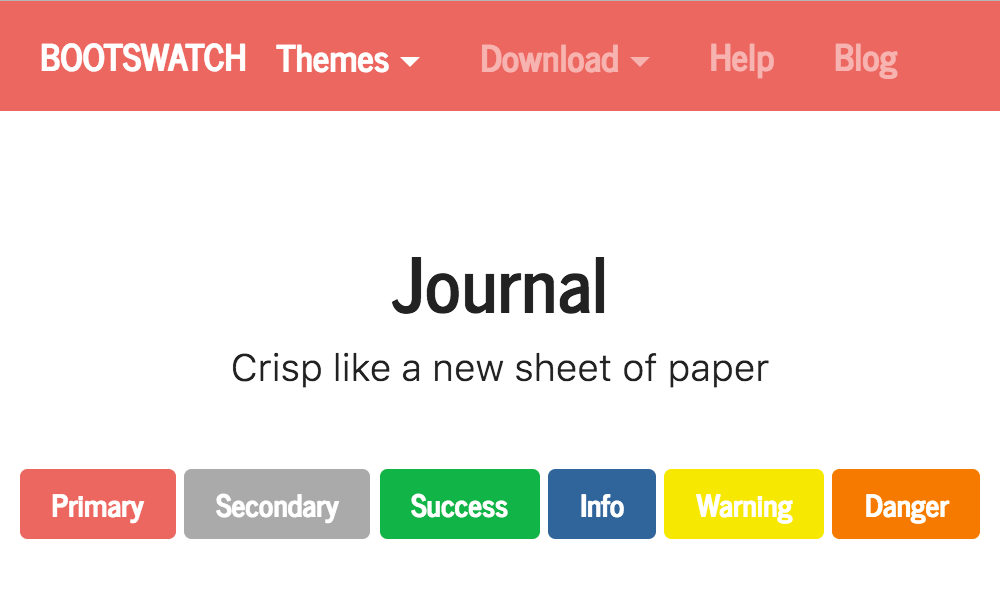 BOOTSWATCH Themes Download Help Blog
Journal
Crisp like a new sheet of paper
Primary Secondary Success Info Warning Danger